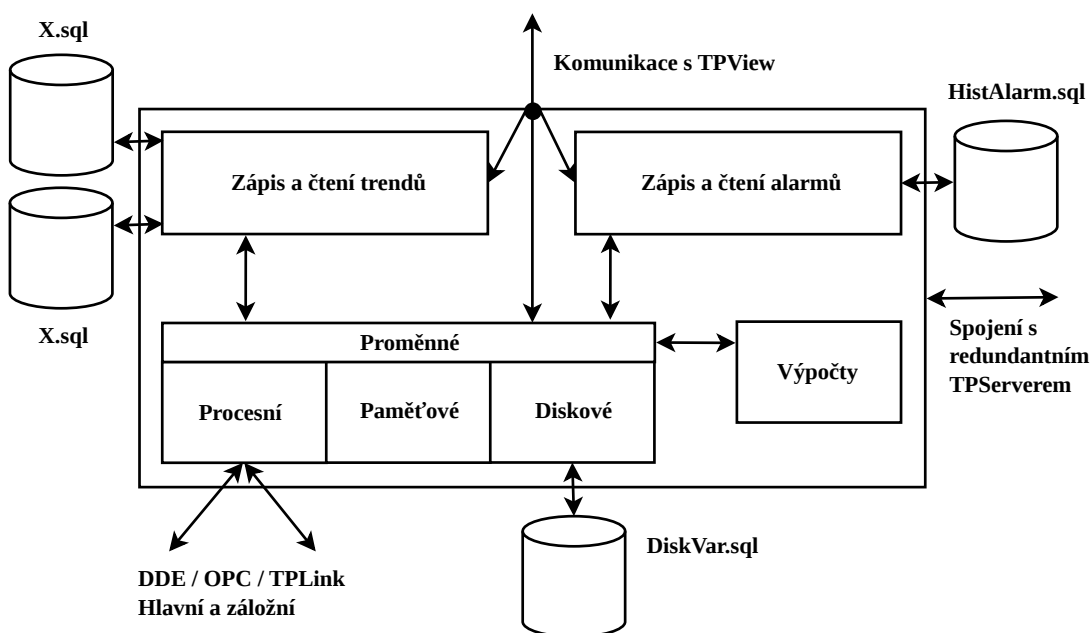 X.sql
Komunikace s TPView
HistAlarm.sql
Zápis a čtení trendů
Zápis a čtení alarmů
X.sql
Spojení s
redundantním
TPServerem
Proměnné
Výpočty
Procesní
Paměťové
Diskové
DiskVar.sql
DDE / OPC / TPLink
Hlavní a záložní